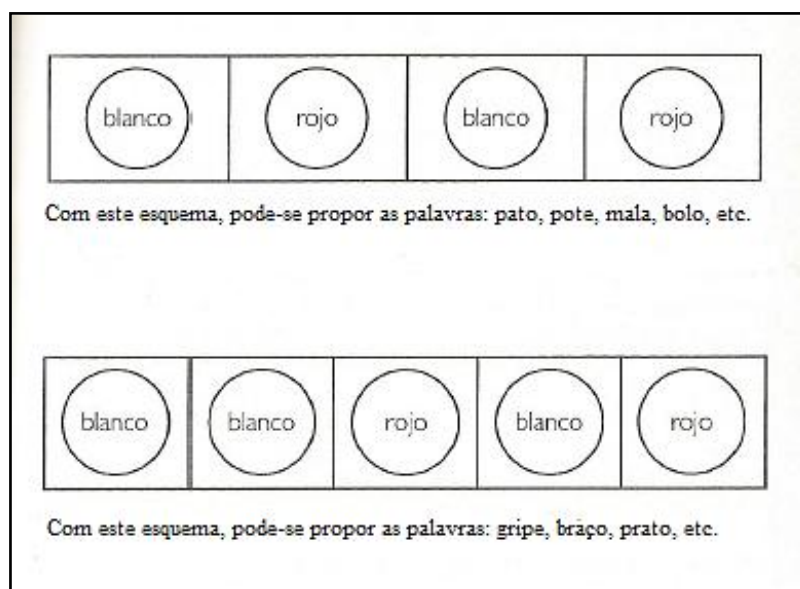 blanco rojo blanco rojo
Com este esquema, pode-se propor as palavras: pato, pote, mala, bolo, etc.
blanco blanco rojo blanco rojo
Com este esquema, pode-se propor as palavras: gripe, braço, prato, etc.